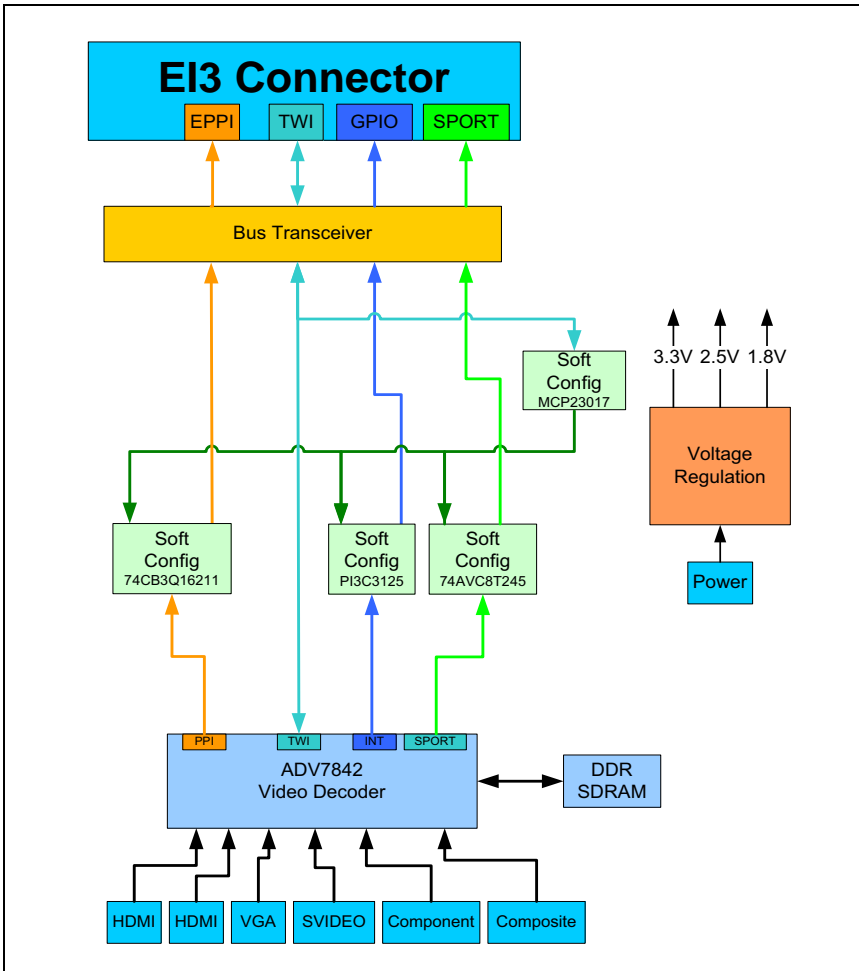 EI3 Connector
EPPI
TWI
GPIO
SPORT
Bus Transceiver
Soft
Config
MCP23017
3.3V
2.5V
1.8V
Voltage
Regulation
Power
Soft
Config
74CB3Q16211
Soft
Config
PI3C3125
Soft
Config
74AVC8T245
PPI
TWI
INT
SPORT
ADV7842
Video Decoder
DDR
SDRAM
HDMI
HDMI
VGA
SVIDEO
Component
Composite